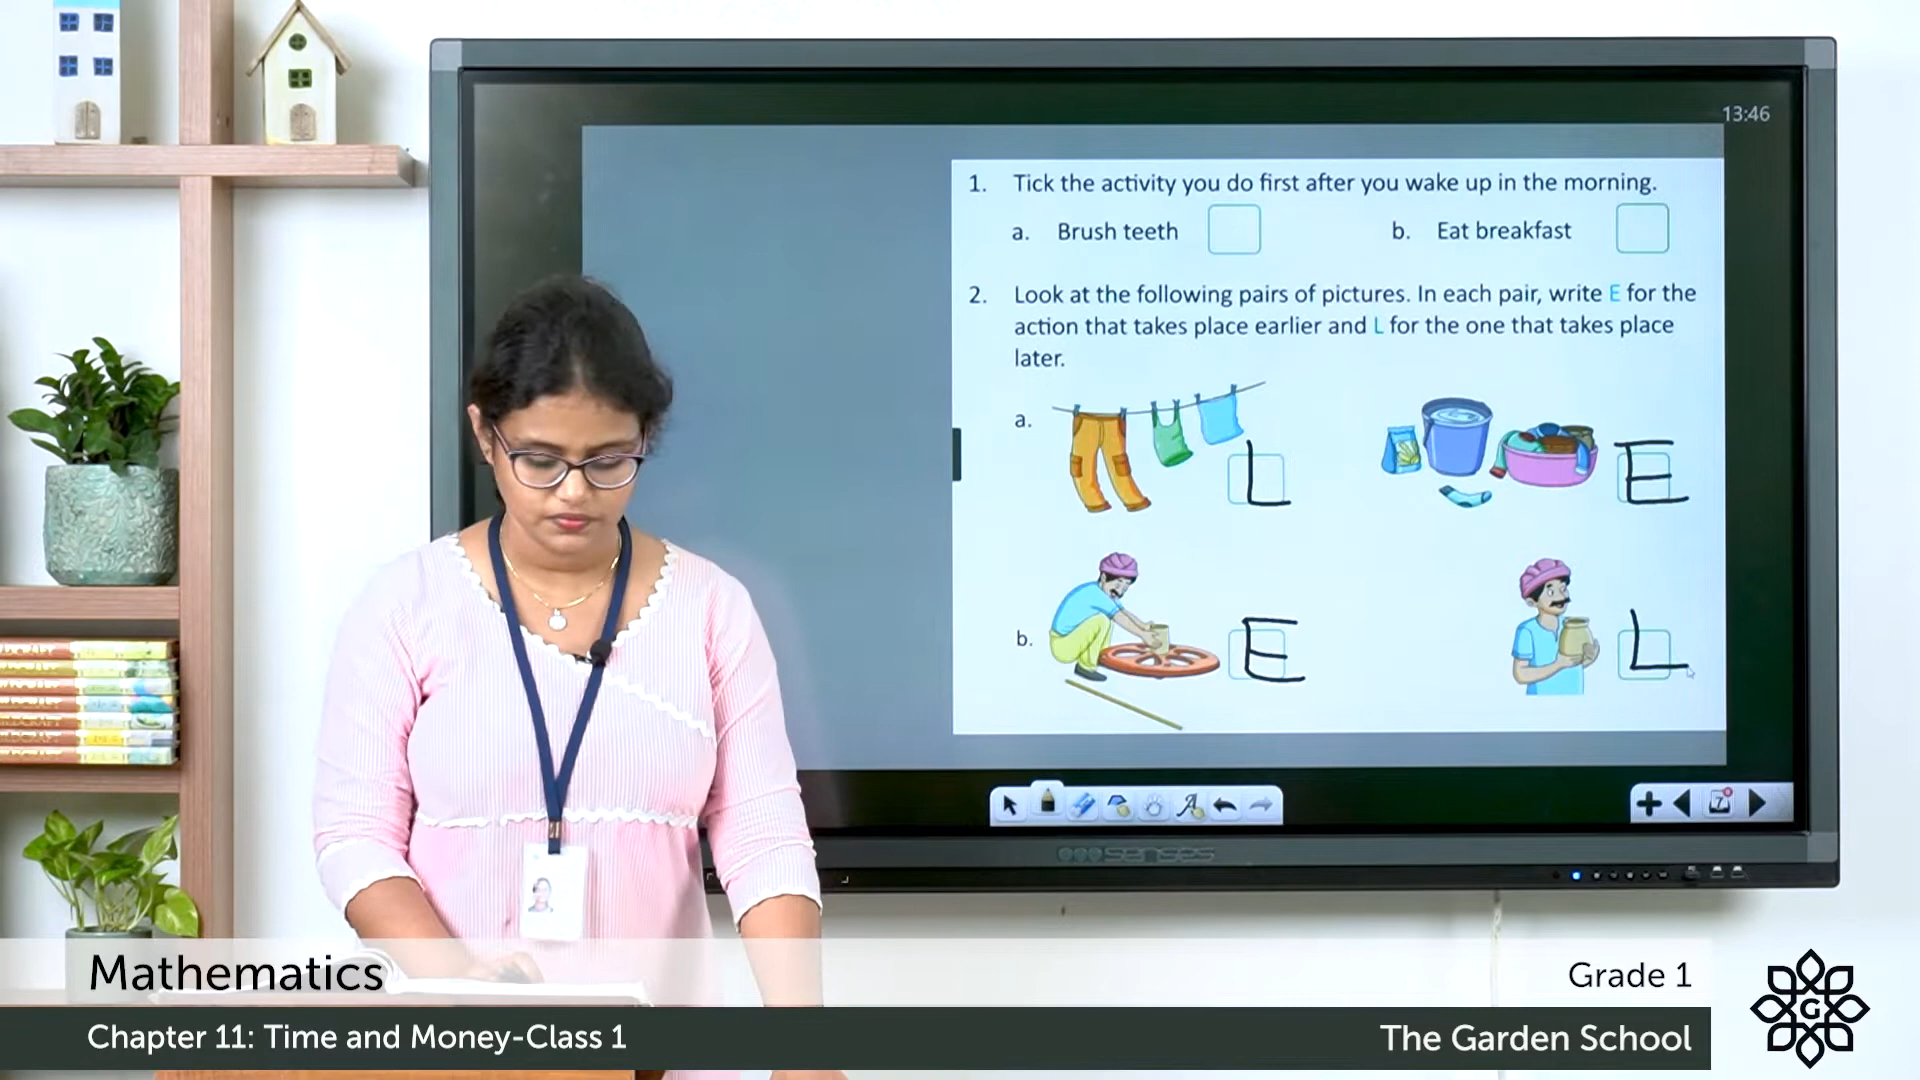 13:46
1. Tick the activity you do first after you wake up in the morning.
a. Brush teeth
b. Eat breakfast
2. Look at the following pairs of pictures. In each pair, write E for the
action that takes place earlier and L for the one that takes place
later.
a. L E
b. E L
senses
Mathematics
Grade 1
Chapter 11: Time and Money-Class 1
The Garden School
G